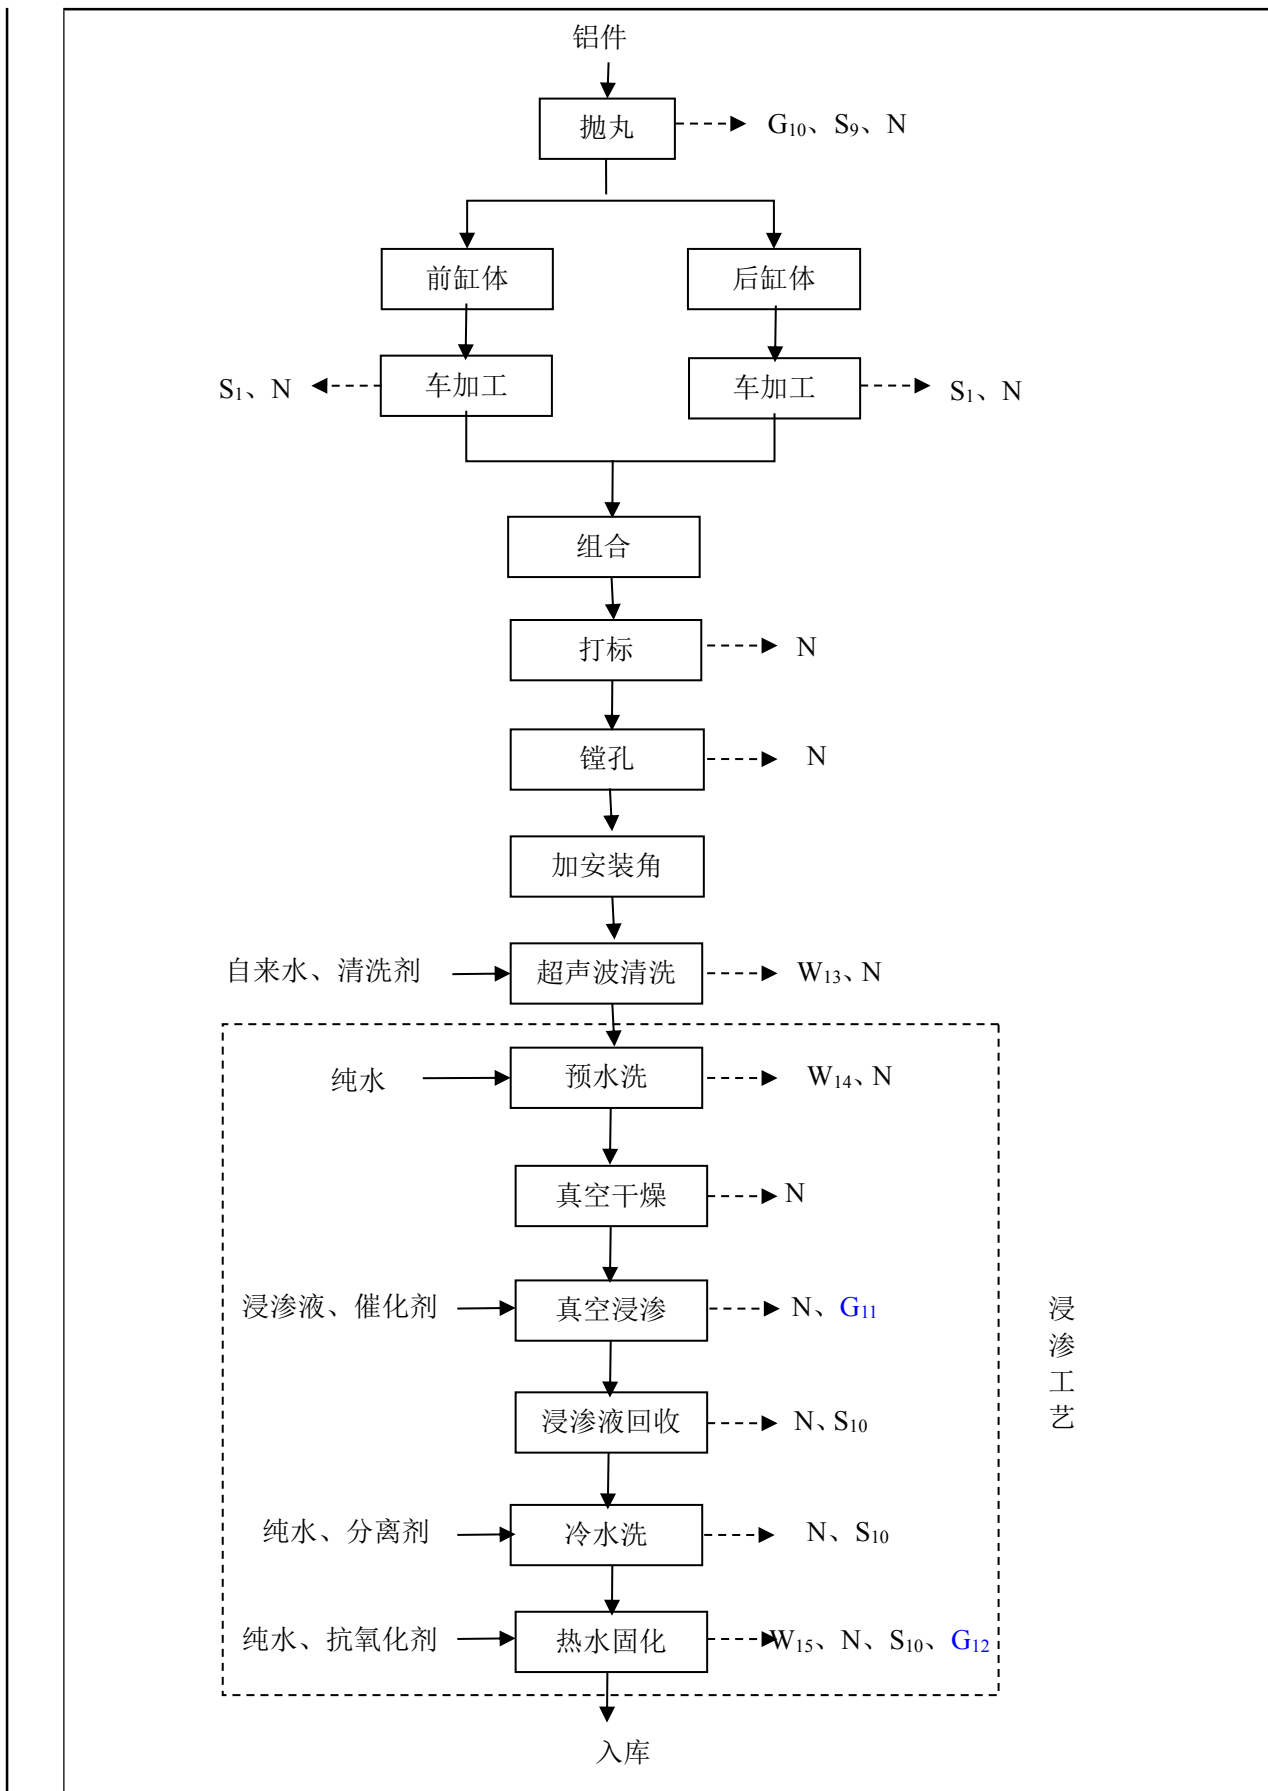 铝件
抛丸
G₁₀、S₉、N
前缸体
后缸体
S₁、N
车加工
车加工
S₁、N
组合
打标
N
镗孔
N
加安装角
自来水、清洗剂
超声波清洗
W₁₃、N
纯水
预水洗
W₁₄、N
真空干燥
N
浸渗液、催化剂
真空浸渗
N、G₁₁
浸渗工艺
浸渗液回收
N、S₁₀
纯水、分离剂
冷水洗
N、S₁₀
纯水、抗氧化剂
热水固化
W₁₅、N、S₁₀、G₁₂
入库